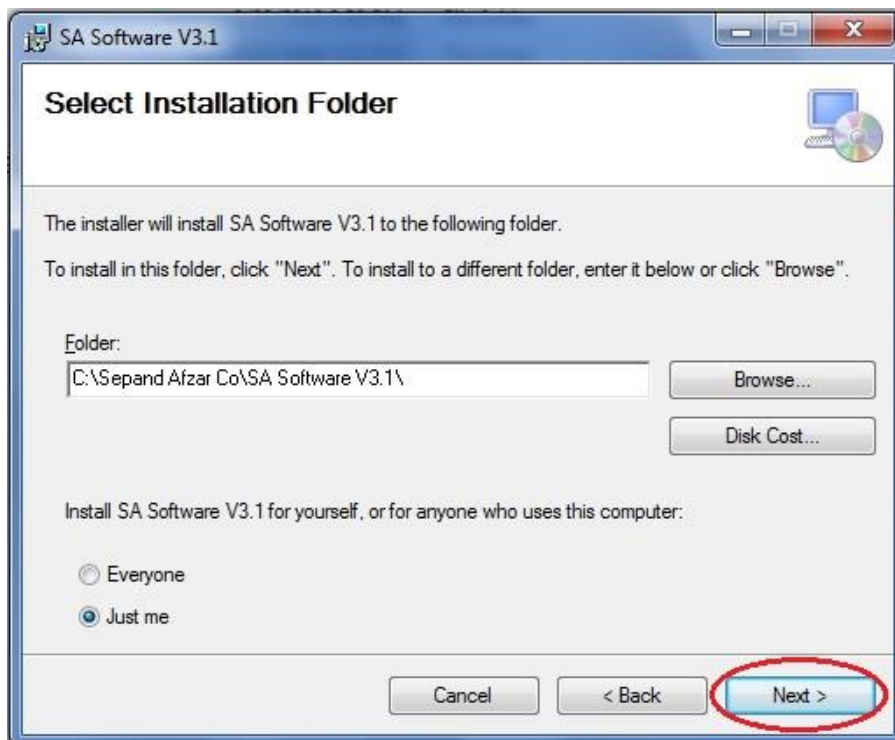 SA Software V3.1
Select Installation Folder
The installer will install SA Software V3.1 to the following folder.
To install in this folder, click "Next". To install to a different folder, enter it below or click "Browse".
Folder:
C:\Sepand Afzar Co\SA Software V3.1\
Browse...
Disk Cost...
Install SA Software V3.1 for yourself, or for anyone who uses this computer:
Everyone
Just me
Cancel
< Back
Next >